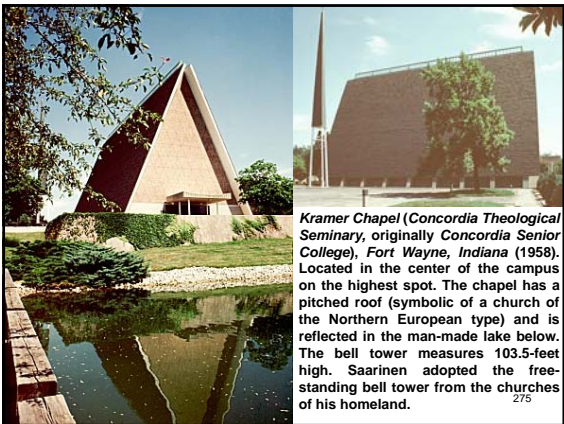 Kramer Chapel (Concordia Theological
Seminary, originally Concordia Senior
College), Fort Wayne, Indiana (1958).
Located in the center of the campus
on the highest spot. The chapel has a
pitched roof (symbolic of a church of
the Northern European type) and is
reflected in the man-made lake below.
The bell tower measures 103.5-feet
high. Saarinen adopted the free-
standing bell tower from the churches
of his homeland.
275